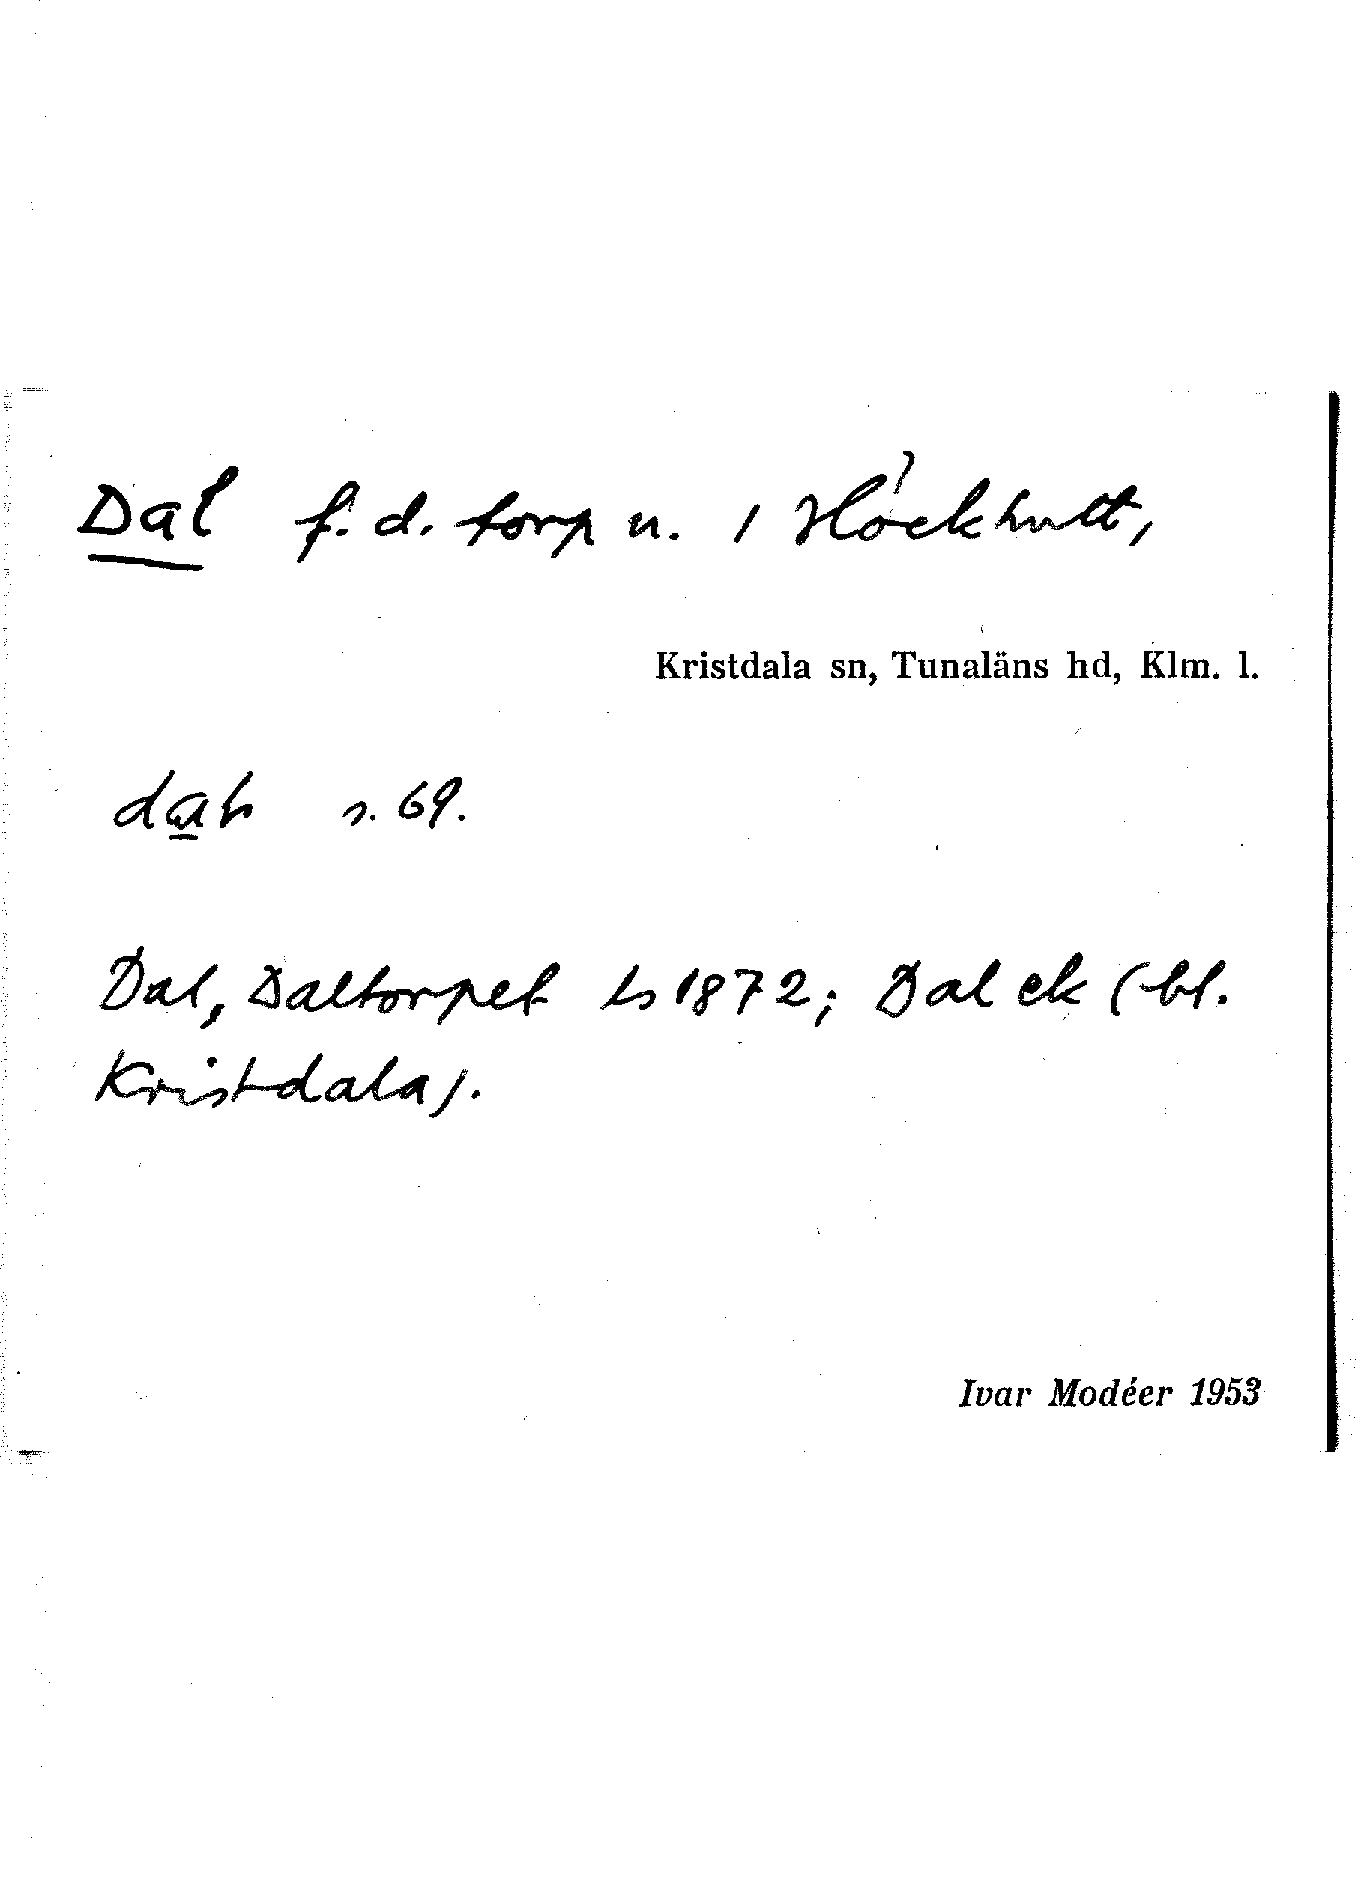 Dal f. d. torp u. 1 Höckhult,
Kristdala sn, Tunaläns hd, Klm. l.
s. 69.
Dal, Daltorpet Ls 1872; Dal ek (bl.
Kristdala).
Ivar Modéer 1953